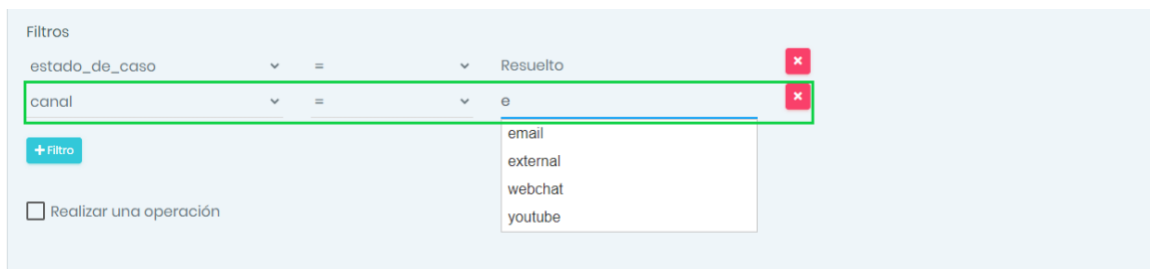 Filtros
estado_de_caso = Resuelto ×
canal = e ×
email
+ Filtro
external
webchat
Realizar una operación
youtube